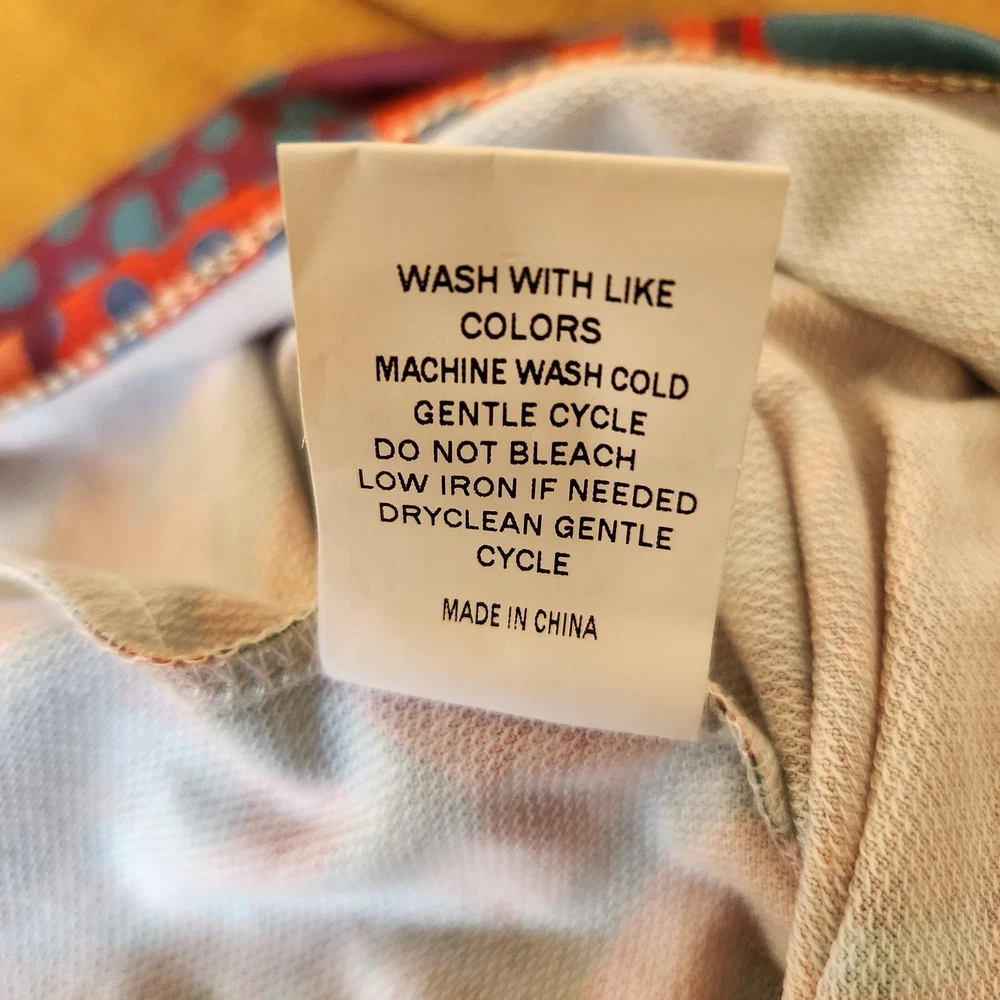 WASH WITH LIKE
COLORS
MACHINE WASH COLD
GENTLE CYCLE
DO NOT BLEACH
LOW IRON IF NEEDED
DRYCLEAN GENTLE
CYCLE
MADE IN CHINA